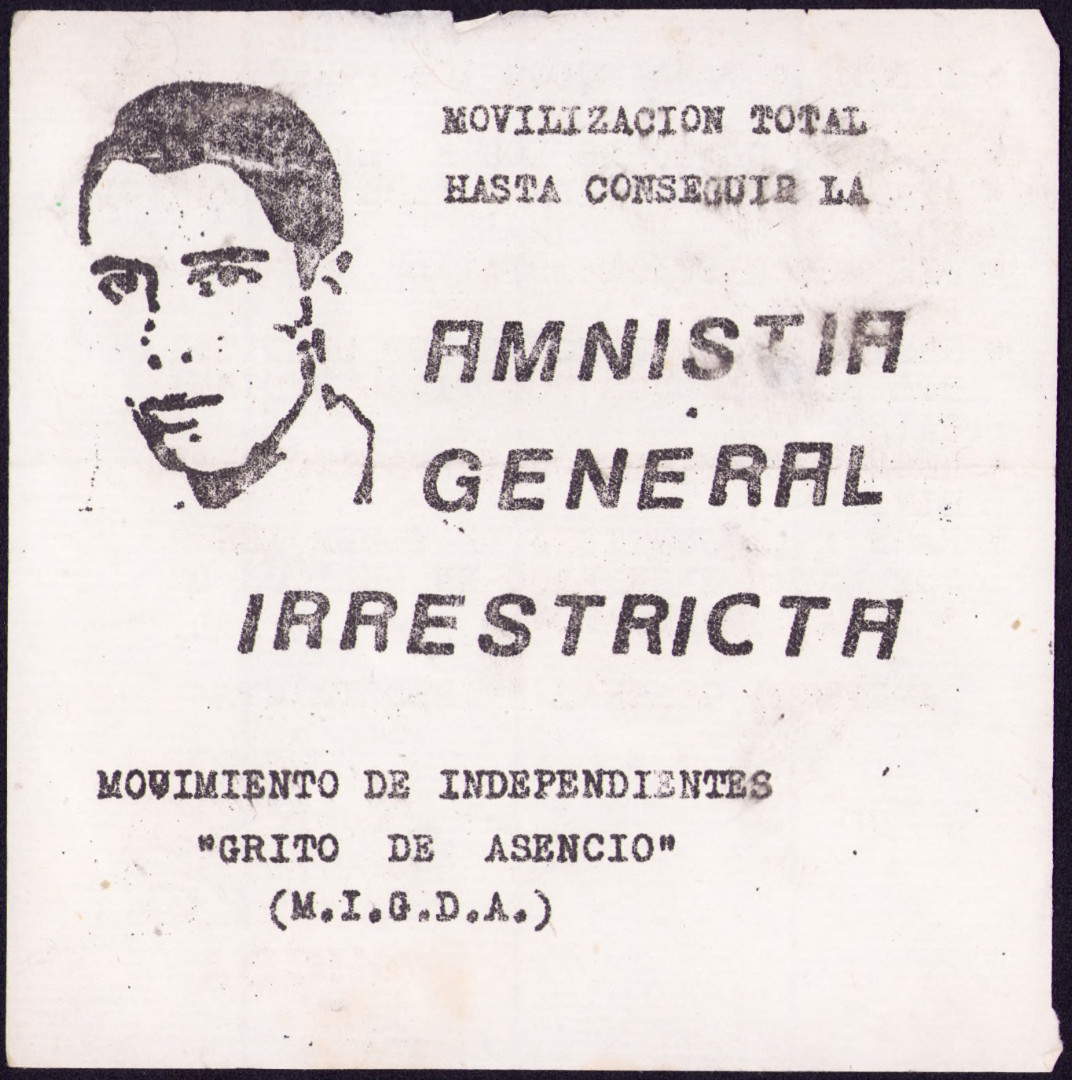 MOVILIZACION TOTAL
HASTA CONSEGUIR LA
AMNISTIA
GENERAL
IRRESTRICTA
MOVIMIENTO DE INDEPENDIENTES
"GRITO DE ASENCIO"
(M.I.G.D.A.)